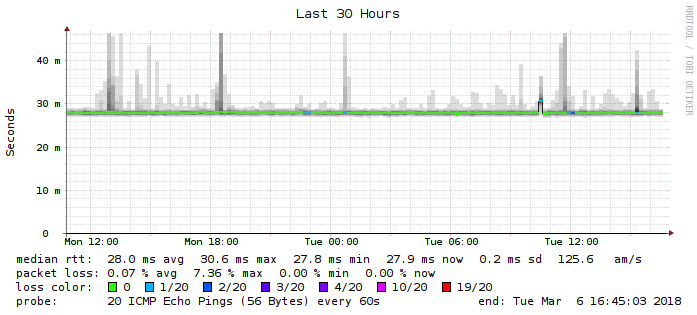 Last 30 Hours
RRDTOOL / TOBI OETIKER
Seconds
40 m
30 m
20 m
10 m
0
Mon 12:00 Mon 18:00 Tue 00:00 Tue 06:00 Tue 12:00
median rtt: 28.0 ms avg 30.6 ms max 27.8 ms min 27.9 ms now 0.2 ms sd 125.6 am/s
packet loss: 0.07 % avg 7.36 % max 0.00 % min 0.00 % now
loss color: 0 1/20 2/20 3/20 4/20 10/20 19/20
probe: 20 ICMP Echo Pings (56 Bytes) every 60s end: Tue Mar 6 16:45:03 2018